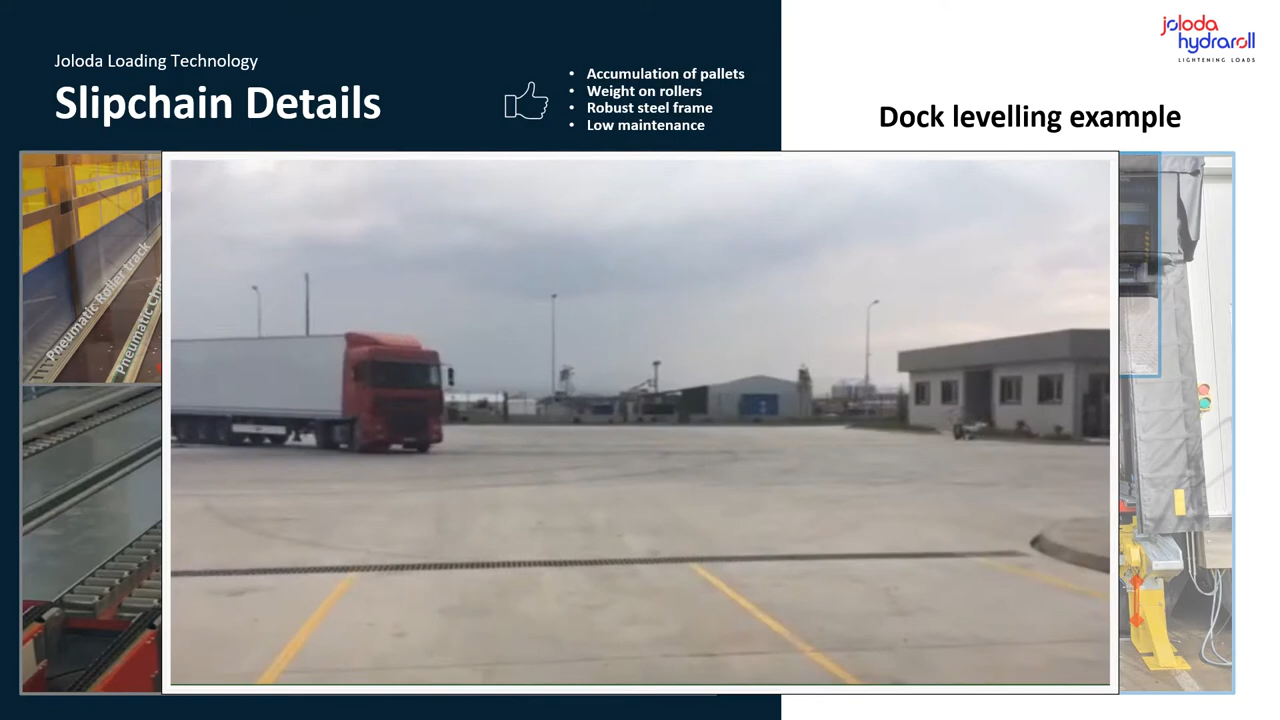 Joloda Loading Technology
Slipchain Details
• Accumulation of pallets
• Weight on rollers
• Robust steel frame
• Low maintenance
joloda
hydraroll
LIGHTENING LOADS
Dock levelling example
Pneumatic Roller track
Pneumatic